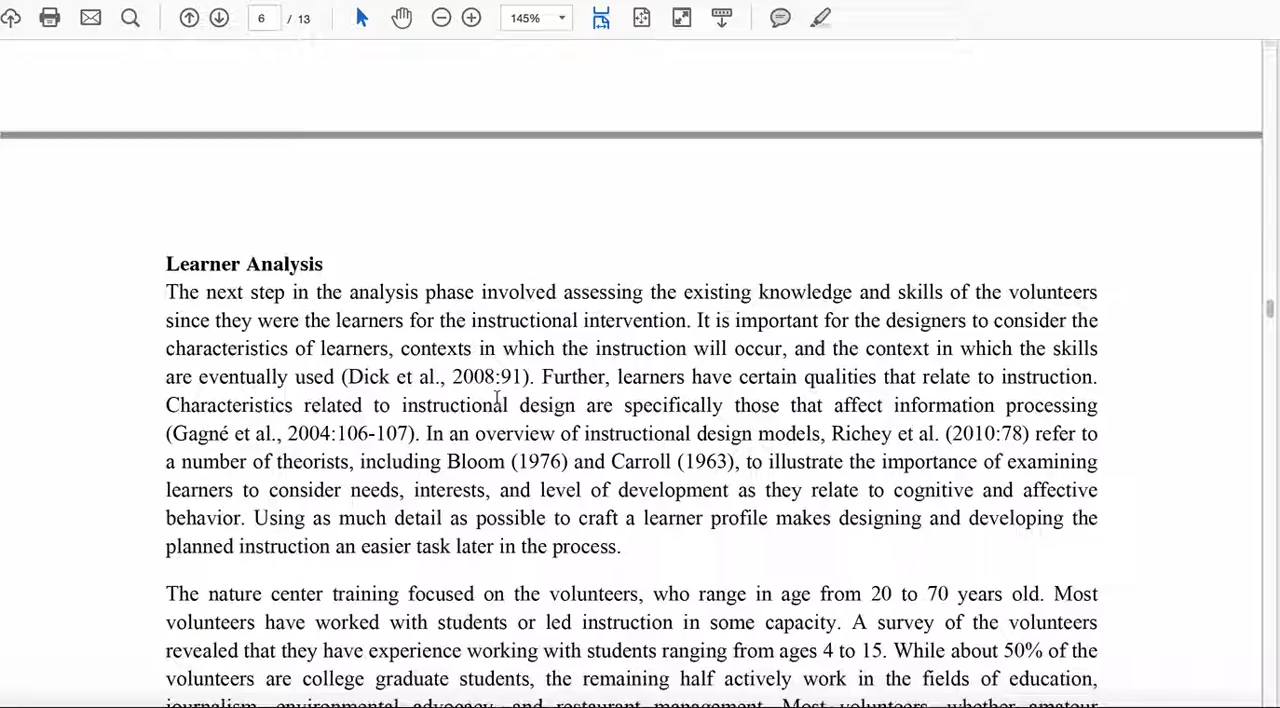 6 / 13
145%
Learner Analysis
The next step in the analysis phase involved assessing the existing knowledge and skills of the volunteers
since they were the learners for the instructional intervention. It is important for the designers to consider the
characteristics of learners, contexts in which the instruction will occur, and the context in which the skills
are eventually used (Dick et al., 2008:91). Further, learners have certain qualities that relate to instruction.
Characteristics related to instructional design are specifically those that affect information processing
(Gagné et al., 2004:106-107). In an overview of instructional design models, Richey et al. (2010:78) refer to
a number of theorists, including Bloom (1976) and Carroll (1963), to illustrate the importance of examining
learners to consider needs, interests, and level of development as they relate to cognitive and affective
behavior. Using as much detail as possible to craft a learner profile makes designing and developing the
planned instruction an easier task later in the process.
The nature center training focused on the volunteers, who range in age from 20 to 70 years old. Most
volunteers have worked with students or led instruction in some capacity. A survey of the volunteers
revealed that they have experience working with students ranging from ages 4 to 15. While about 50% of the
volunteers are college graduate students, the remaining half actively work in the fields of education,
journalism, environmental advocacy, and restaurant management. Most volunteers, whether amateur